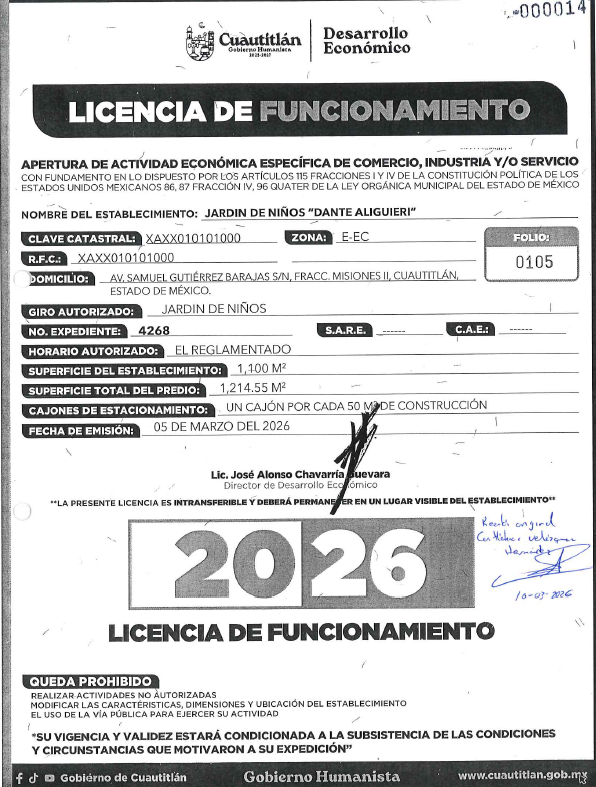 Nº000014
Cuautitlán
Gobierno Humanista
2025-2027
Desarrollo
Económico
LICENCIA DE FUNCIONAMIENTO
APERTURA DE ACTIVIDAD ECONÓMICA ESPECÍFICA DE COMERCIO, INDUSTRIA Y/O SERVICIO
CON FUNDAMENTO EN LO DISPUESTO POR LOS ARTÍCULOS 115 FRACCIONES I Y IV DE LA CONSTITUCIÓN POLÍTICA DE LOS
ESTADOS UNIDOS MEXICANOS 86, 87 FRACCIÓN IV, 96 QUATER DE LA LEY ORGÁNICA MUNICIPAL DEL ESTADO DE MÉXICO
NOMBRE DEL ESTABLECIMIENTO: JARDIN DE NIÑOS "DANTE ALIGUIERI"
CLAVE CATASTRAL: XAXX010101000 ZONA: E-EC FOLIO:
R.F.C.: XAXX010101000 0105
DOMICILIO: AV. SAMUEL GUTIÉRREZ BARAJAS S/N, FRACC. MISIONES II, CUAUTITLÁN,
ESTADO DE MÉXICO.
GIRO AUTORIZADO: JARDIN DE NIÑOS
NO. EXPEDIENTE: 4268 S.A.R.E. ------ C.A.E.: ------
HORARIO AUTORIZADO: EL REGLAMENTADO
SUPERFICIE DEL ESTABLECIMIENTO: 1,100 M²
SUPERFICIE TOTAL DEL PREDIO: 1,214.55 M²
CAJONES DE ESTACIONAMIENTO: UN CAJÓN POR CADA 50 M² DE CONSTRUCCIÓN
FECHA DE EMISIÓN: 05 DE MARZO DEL 2026
Lic. José Alonso Chavarría Guevara
Director de Desarrollo Económico
**LA PRESENTE LICENCIA ES INTRANSFERIBLE Y DEBERÁ PERMANECER EN UN LUGAR VISIBLE DEL ESTABLECIMIENTO**
2026
Recibí original
Velázquez
Hernández
10-03-2026
LICENCIA DE FUNCIONAMIENTO
QUEDA PROHIBIDO
REALIZAR ACTIVIDADES NO AUTORIZADAS
MODIFICAR LAS CARACTERÍSTICAS, DIMENSIONES Y UBICACIÓN DEL ESTABLECIMIENTO
EL USO DE LA VÍA PÚBLICA PARA EJERCER SU ACTIVIDAD
"SU VIGENCIA Y VALIDEZ ESTARÁ CONDICIONADA A LA SUBSISTENCIA DE LAS CONDICIONES
Y CIRCUNSTANCIAS QUE MOTIVARON A SU EXPEDICIÓN"
Gobierno de Cuautitlán Gobierno Humanista www.cuautitlan.gob.mx